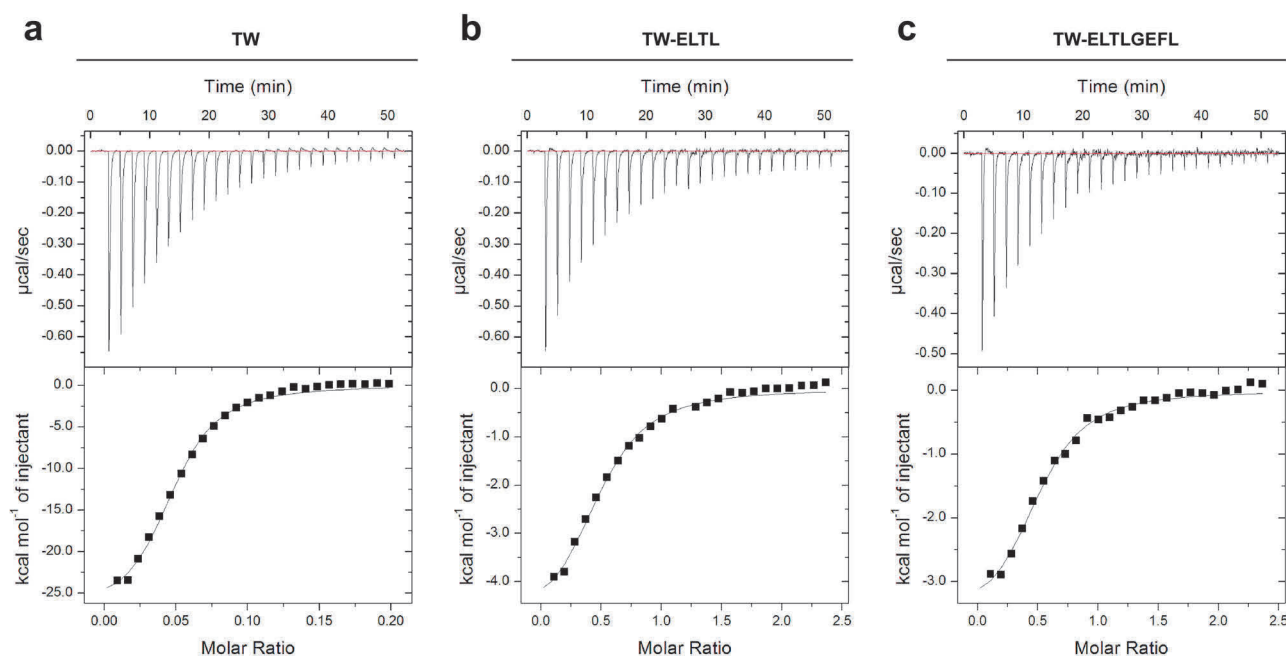 a
TW
Time (min)
0 10 20 30 40 50
0.00
-0.10
-0.20
-0.30
-0.40
-0.50
-0.60
µcal/sec
0.0
-5.0
-10.0
-15.0
-20.0
-25.0
kcal mol⁻¹ of injectant
0.00 0.05 0.10 0.15 0.20
Molar Ratio
b
TW-ELTL
Time (min)
0 10 20 30 40 50
0.00
-0.10
-0.20
-0.30
-0.40
-0.50
-0.60
µcal/sec
0.0
-1.0
-2.0
-3.0
-4.0
kcal mol⁻¹ of injectant
0.0 0.5 1.0 1.5 2.0 2.5
Molar Ratio
c
TW-ELTLGEFL
Time (min)
0 10 20 30 40 50
0.00
-0.10
-0.20
-0.30
-0.40
-0.50
µcal/sec
0.0
-1.0
-2.0
-3.0
kcal mol⁻¹ of injectant
0.0 0.5 1.0 1.5 2.0 2.5
Molar Ratio